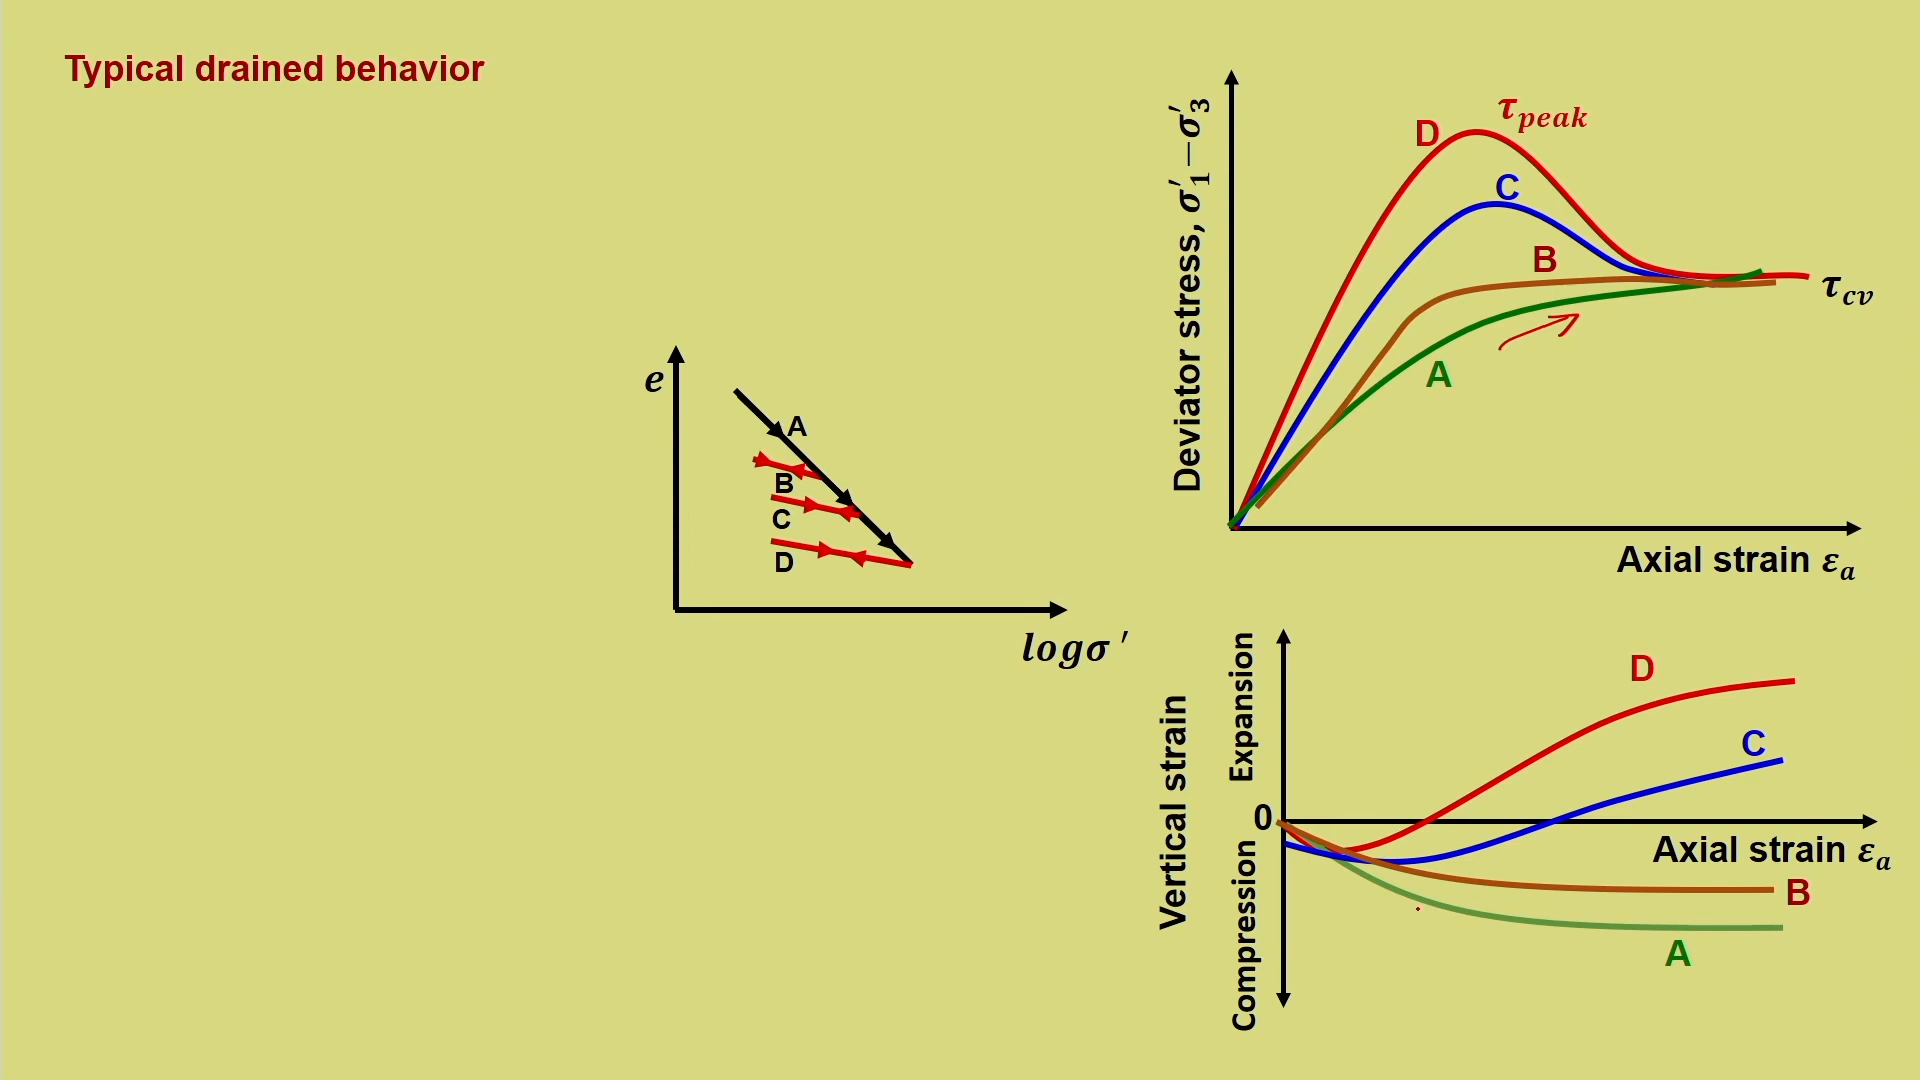 Typical drained behavior
e
A
B
C
D
logσ ′
Deviator stress, σ′1−σ′3
D
τpeak
C
B
A
τcv
Axial strain εa
Vertical strain
Compression
Expansion
0
D
C
Axial strain εa
B
A